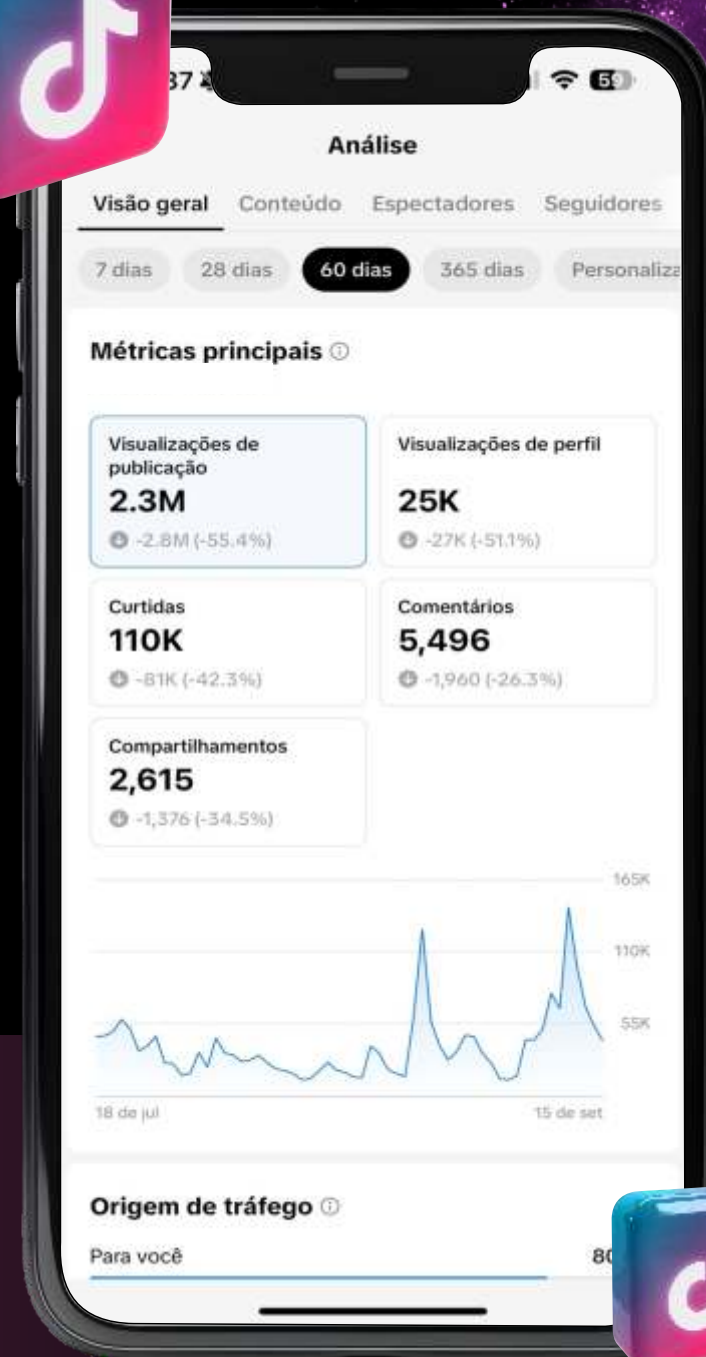 59
Análise
Visão geral Conteúdo Espectadores Seguidores
7 dias 28 dias 60 dias 365 dias
Métricas principais
Visualizações de
publicação
2.3M
-2.8M (-55.4%)
Visualizações de perfil
25K
-27K (-51.1%)
Curtidas
110K
-81K (-42.3%)
Comentários
5,496
-1,960 (-26.3%)
Compartilhamentos
2,615
-1,376 (-34.5%)
165K
110K
55K
18 de jul 15 de set
Origem de tráfego
Para você